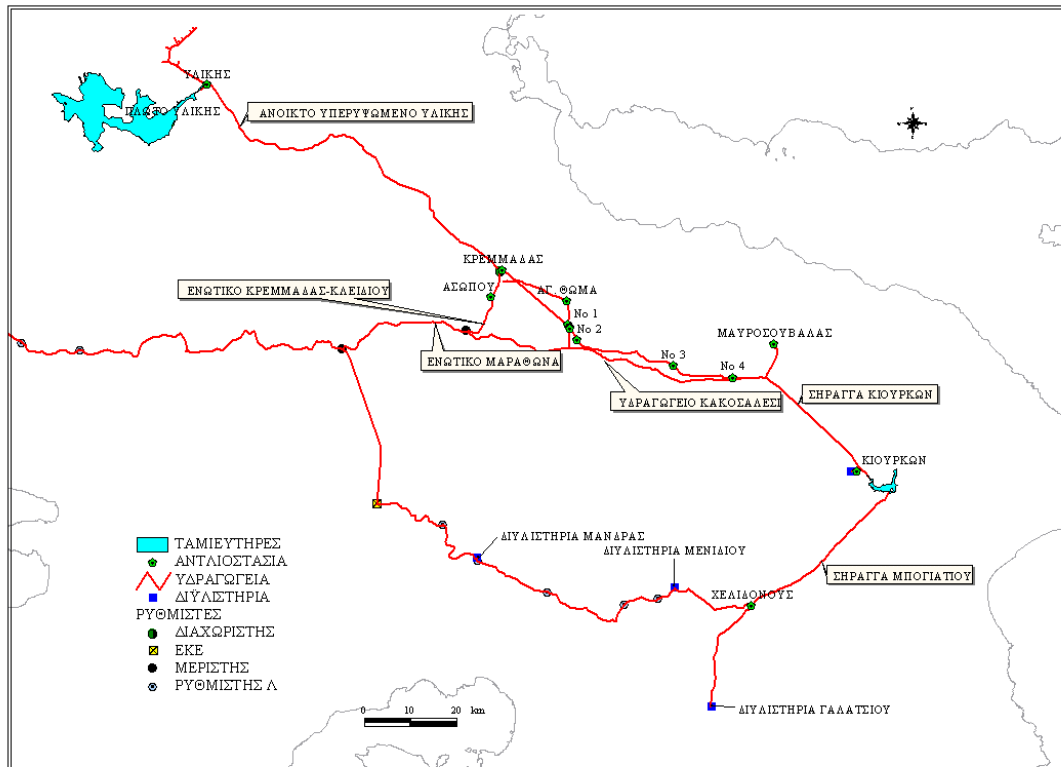 ΥΛΙΚΗΣ
ΠΛΩΤΟ ΥΛΙΚΗΣ
ΑΝΟΙΚΤΟ ΥΠΕΡΥΨΩΜΕΝΟ ΥΛΙΚΗΣ
ΚΡΕΜΜΑΔΑΣ
ΕΝΩΤΙΚΟ ΚΡΕΜΜΑΔΑΣ-ΚΛΕΙΔΙΟΥ
ΑΣΩΠΟΥ
ΑΓ. ΘΩΜΑ
No 1
No 2
ΜΑΥΡΟΣΟΥΒΑΛΑΣ
ΕΝΩΤΙΚΟ ΜΑΡΑΘΩΝΑ
No 3
No 4
ΥΔΡΑΓΩΓΕΙΟ ΚΑΚΟΣΑΛΕΣΙ
ΣΗΡΑΓΓΑ ΚΙΟΥΡΚΩΝ
ΚΙΟΥΡΚΩΝ
ΔΙΥΛΙΣΤΗΡΙΑ ΜΑΝΔΡΑΣ
ΔΙΥΛΙΣΤΗΡΙΑ ΜΕΝΙΔΙΟΥ
ΣΗΡΑΓΓΑ ΜΠΟΓΙΑΤΙΟΥ
ΧΕΛΙΔΟΝΟΥΣ
ΔΙΥΛΙΣΤΗΡΙΑ ΓΑΛΑΤΣΙΟΥ
ΤΑΜΙΕΥΤΗΡΕΣ
ΑΝΤΛΙΟΣΤΑΣΙΑ
ΥΔΡΑΓΩΓΕΙΑ
ΔΙΫΛΙΣΤΗΡΙΑ
ΡΥΘΜΙΣΤΕΣ
ΔΙΑΧΩΡΙΣΤΗΣ
ΕΚΕ
ΜΕΡΙΣΤΗΣ
ΡΥΘΜΙΣΤΗΣ Λ
0 10 20 km